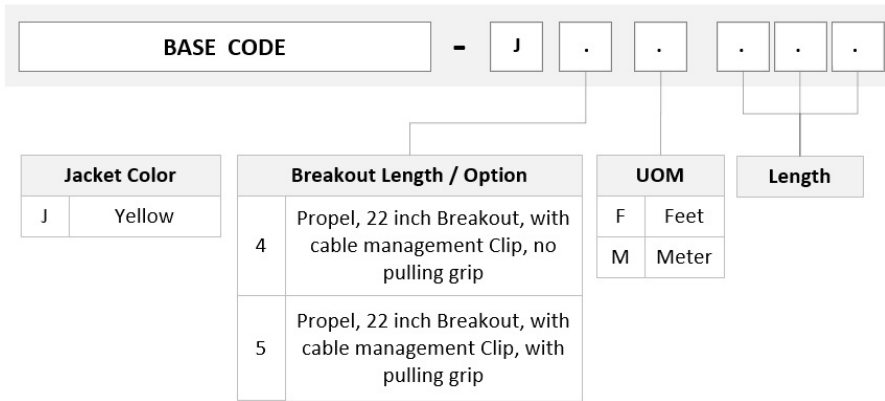 BASE CODE - J . . . . .
Jacket Color
J Yellow
Breakout Length / Option
4 Propel, 22 inch Breakout, with
cable management Clip, no
pulling grip
5 Propel, 22 inch Breakout, with
cable management Clip, with
pulling grip
UOM
F Feet
M Meter
Length